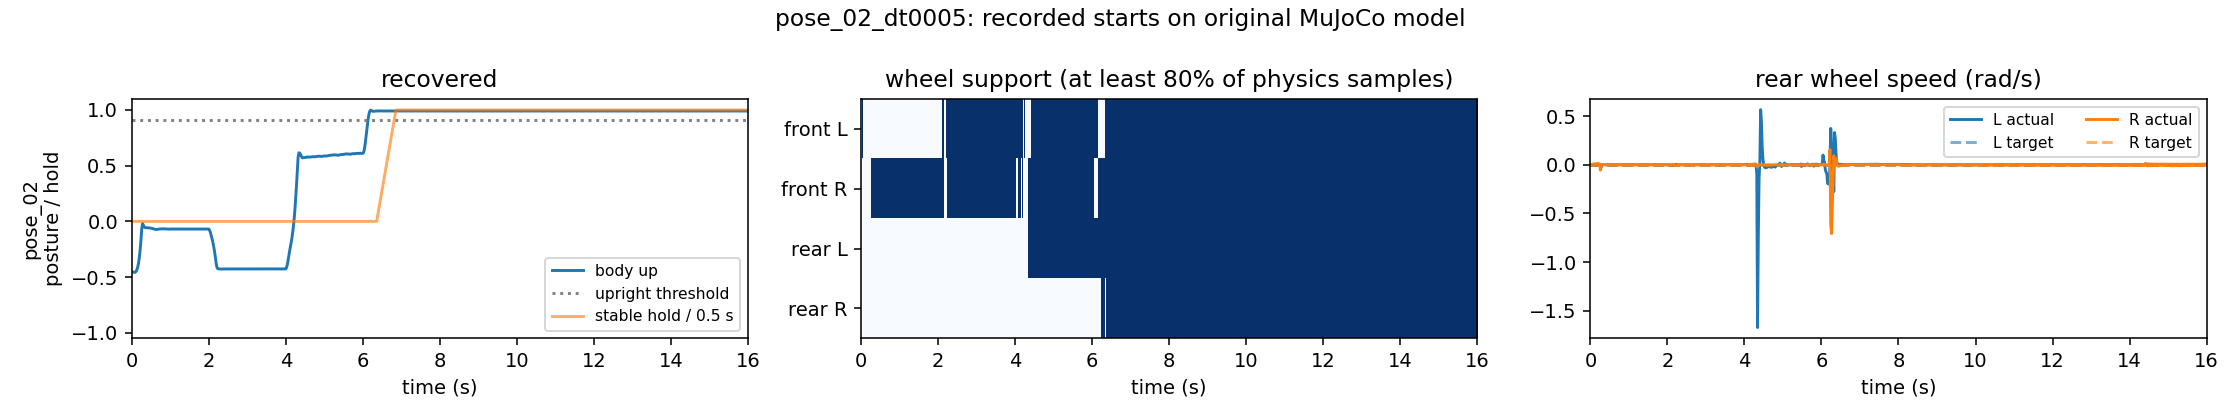 pose_02_dt0005: recorded starts on original MuJoCo model
recovered
pose_02
posture / hold
1.0
0.5
0.0
−0.5
−1.0
body up
upright threshold
stable hold / 0.5 s
0 2 4 6 8 10 12 14 16
time (s)
wheel support (at least 80% of physics samples)
front L
front R
rear L
rear R
0 2 4 6 8 10 12 14 16
time (s)
rear wheel speed (rad/s)
0.5
0.0
−0.5
−1.0
−1.5
L actual
L target
R actual
R target
0 2 4 6 8 10 12 14 16
time (s)